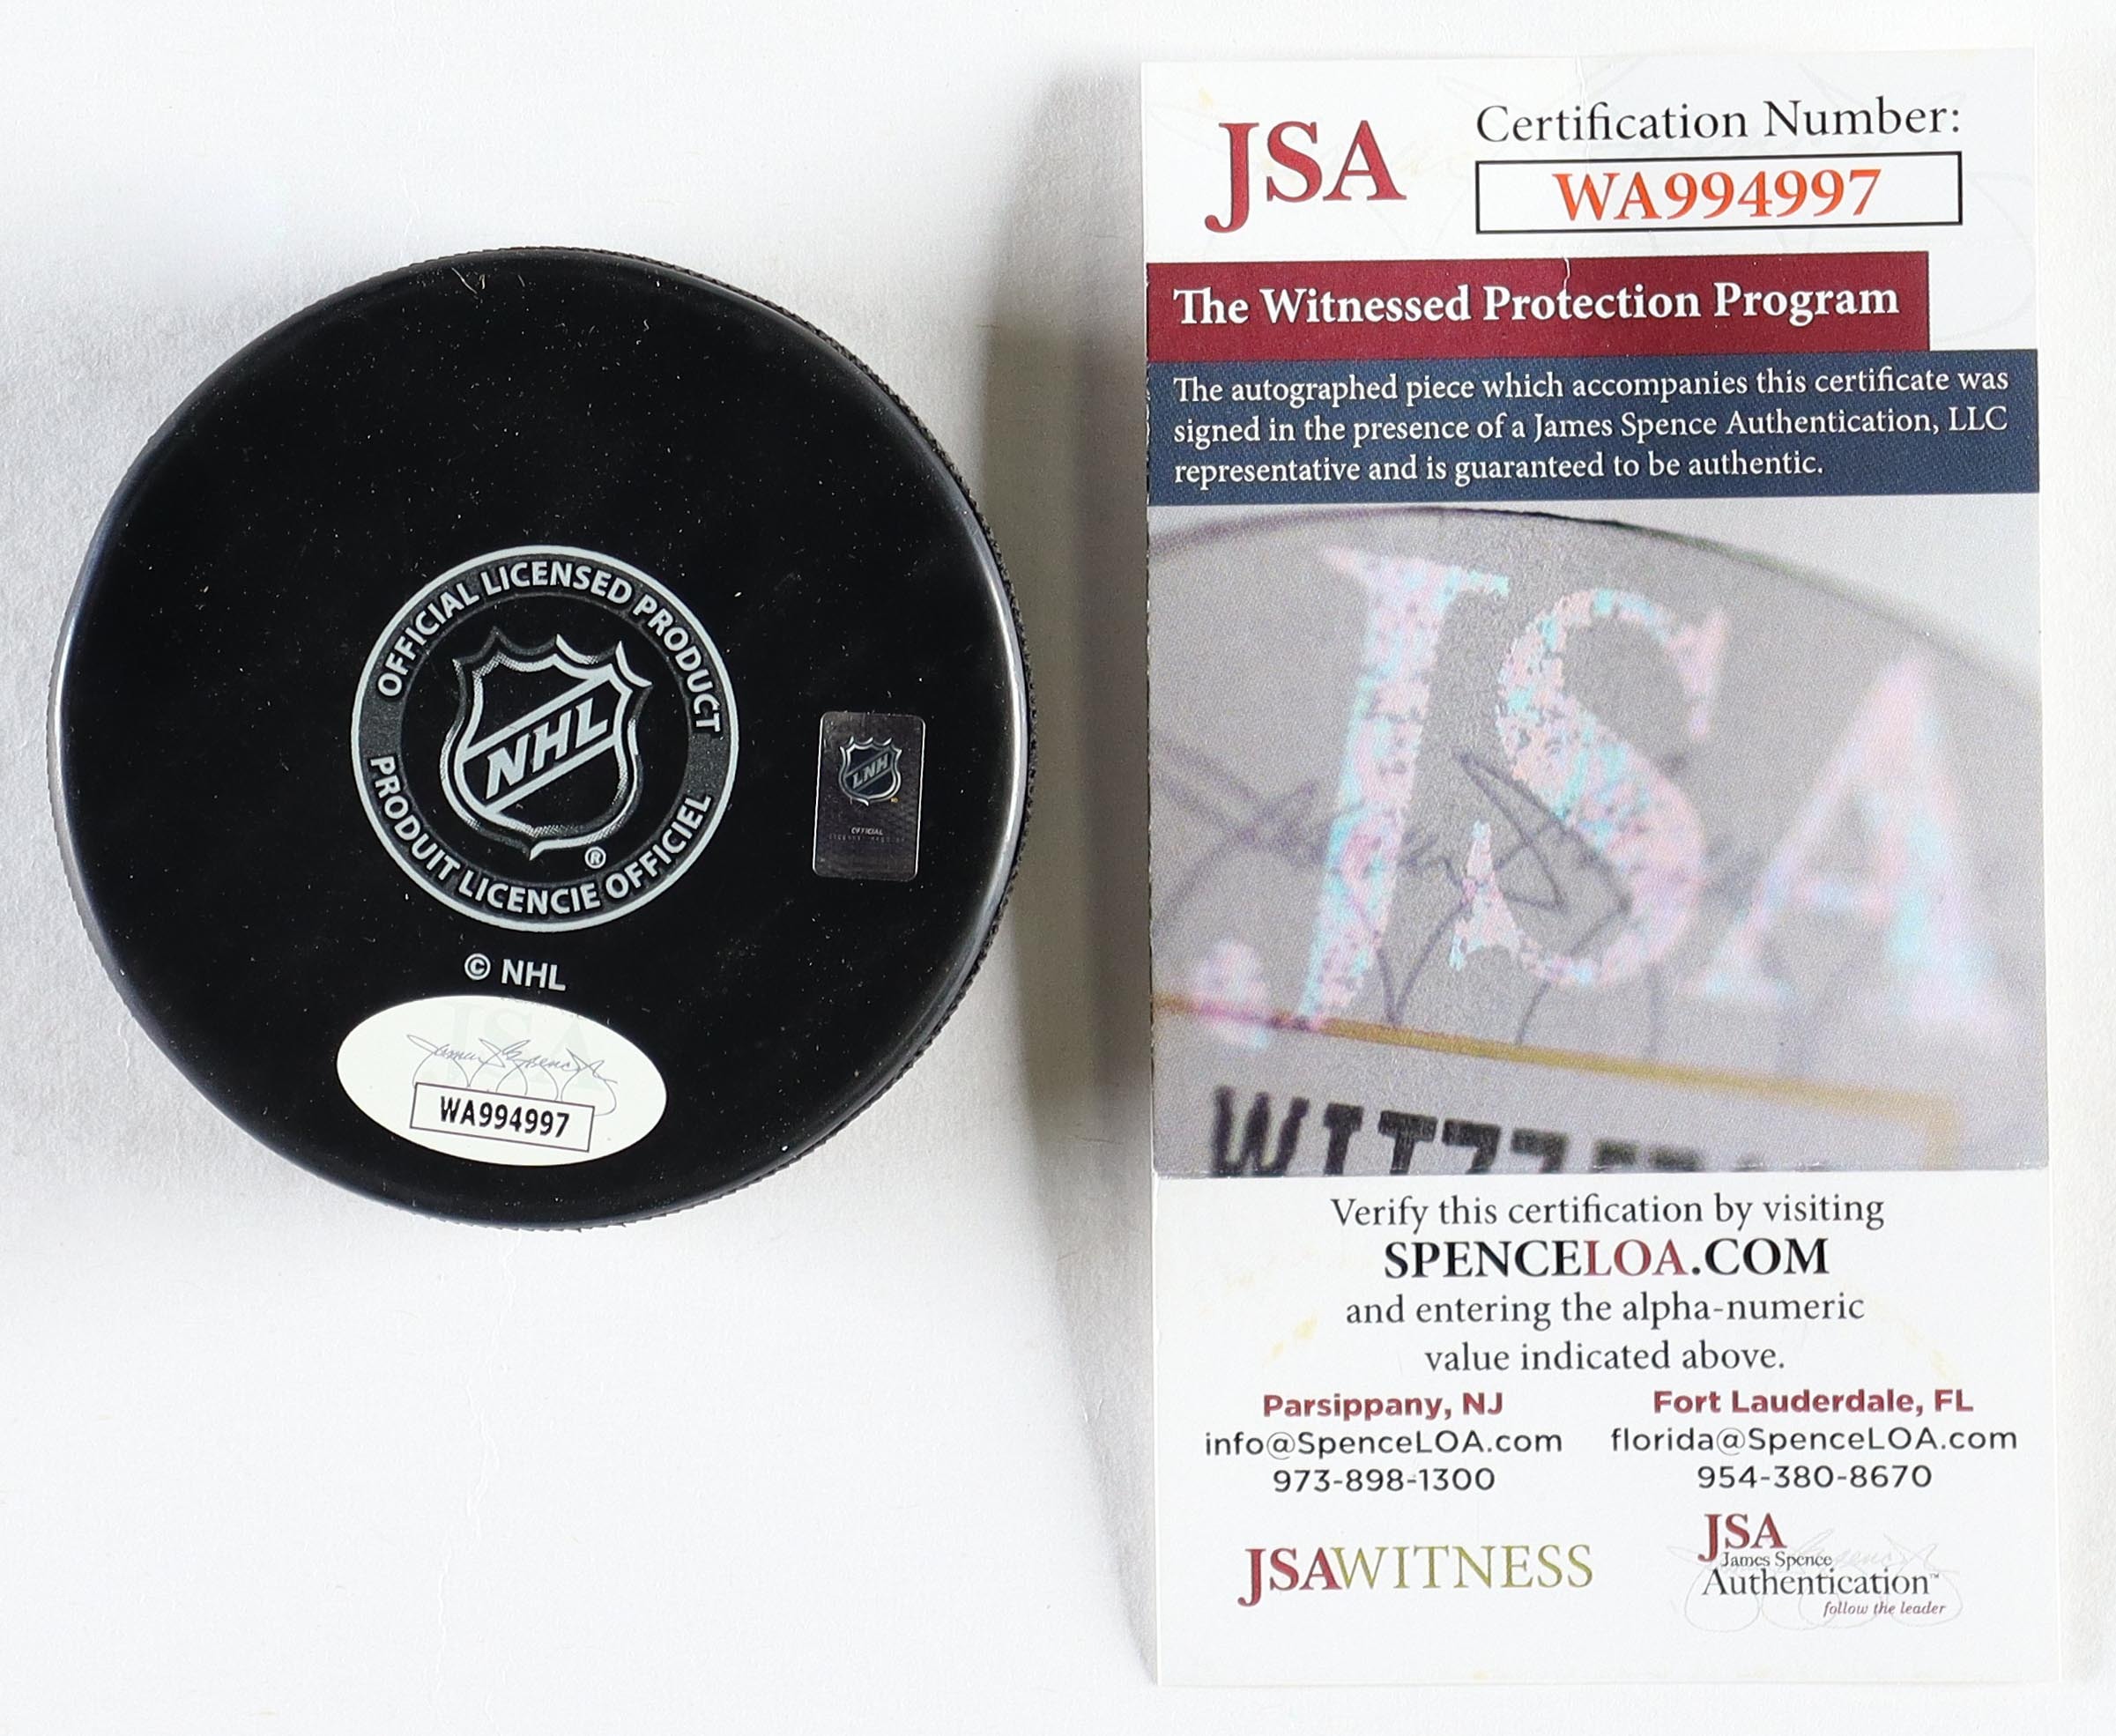 OFFICIAL LICENSED PRODUCT
NHL
®
PRODUIT LICENCIE OFFICIEL
© NHL
LNH
OFFICIAL
JSA
WA994997
JSA
Certification Number:
WA994997
The Witnessed Protection Program
The autographed piece which accompanies this certificate was
signed in the presence of a James Spence Authentication, LLC
representative and is guaranteed to be authentic.
JSA
Verify this certification by visiting
SPENCELOA.COM
and entering the alpha-numeric
value indicated above.
Parsippany, NJ
info@SpenceLOA.com
973-898-1300
Fort Lauderdale, FL
florida@SpenceLOA.com
954-380-8670
JSAWITNESS
JSA
James Spence
Authentication™
follow the leader